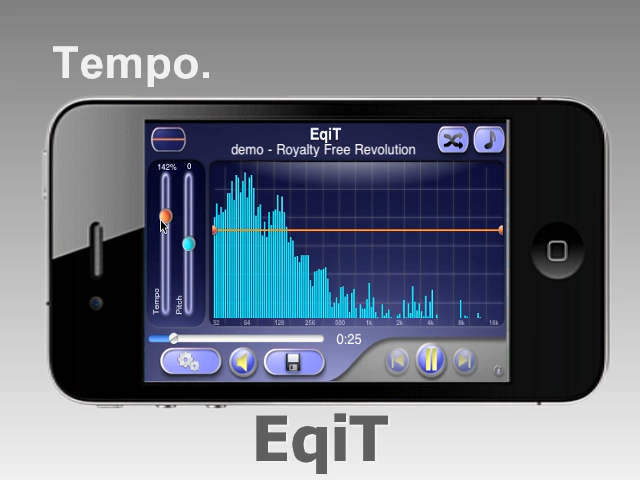 Tempo.
EqiT
demo - Royalty Free Revolution
142% 0
Tempo
Pitch
32 64 128 256 500 1k 2k 4k 8k 16k
0:25
EqiT